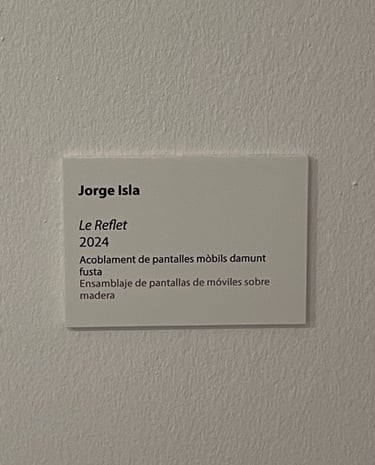 Jorge Isla
Le Reflet
2024
Acoblament de pantalles mòbils damunt
fusta
Ensamblaje de pantallas de móviles sobre
madera